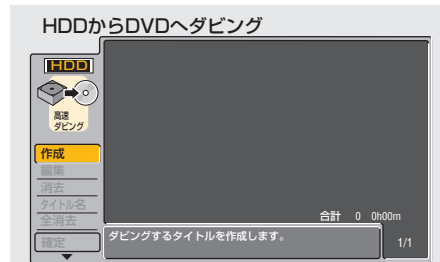 HDDからDVDへダビング
HDD
高速
ダビング
作成
編集
消去
タイトル名
全消去
確定
合計 0 0h00m
ダビングするタイトルを作成します。
1/1